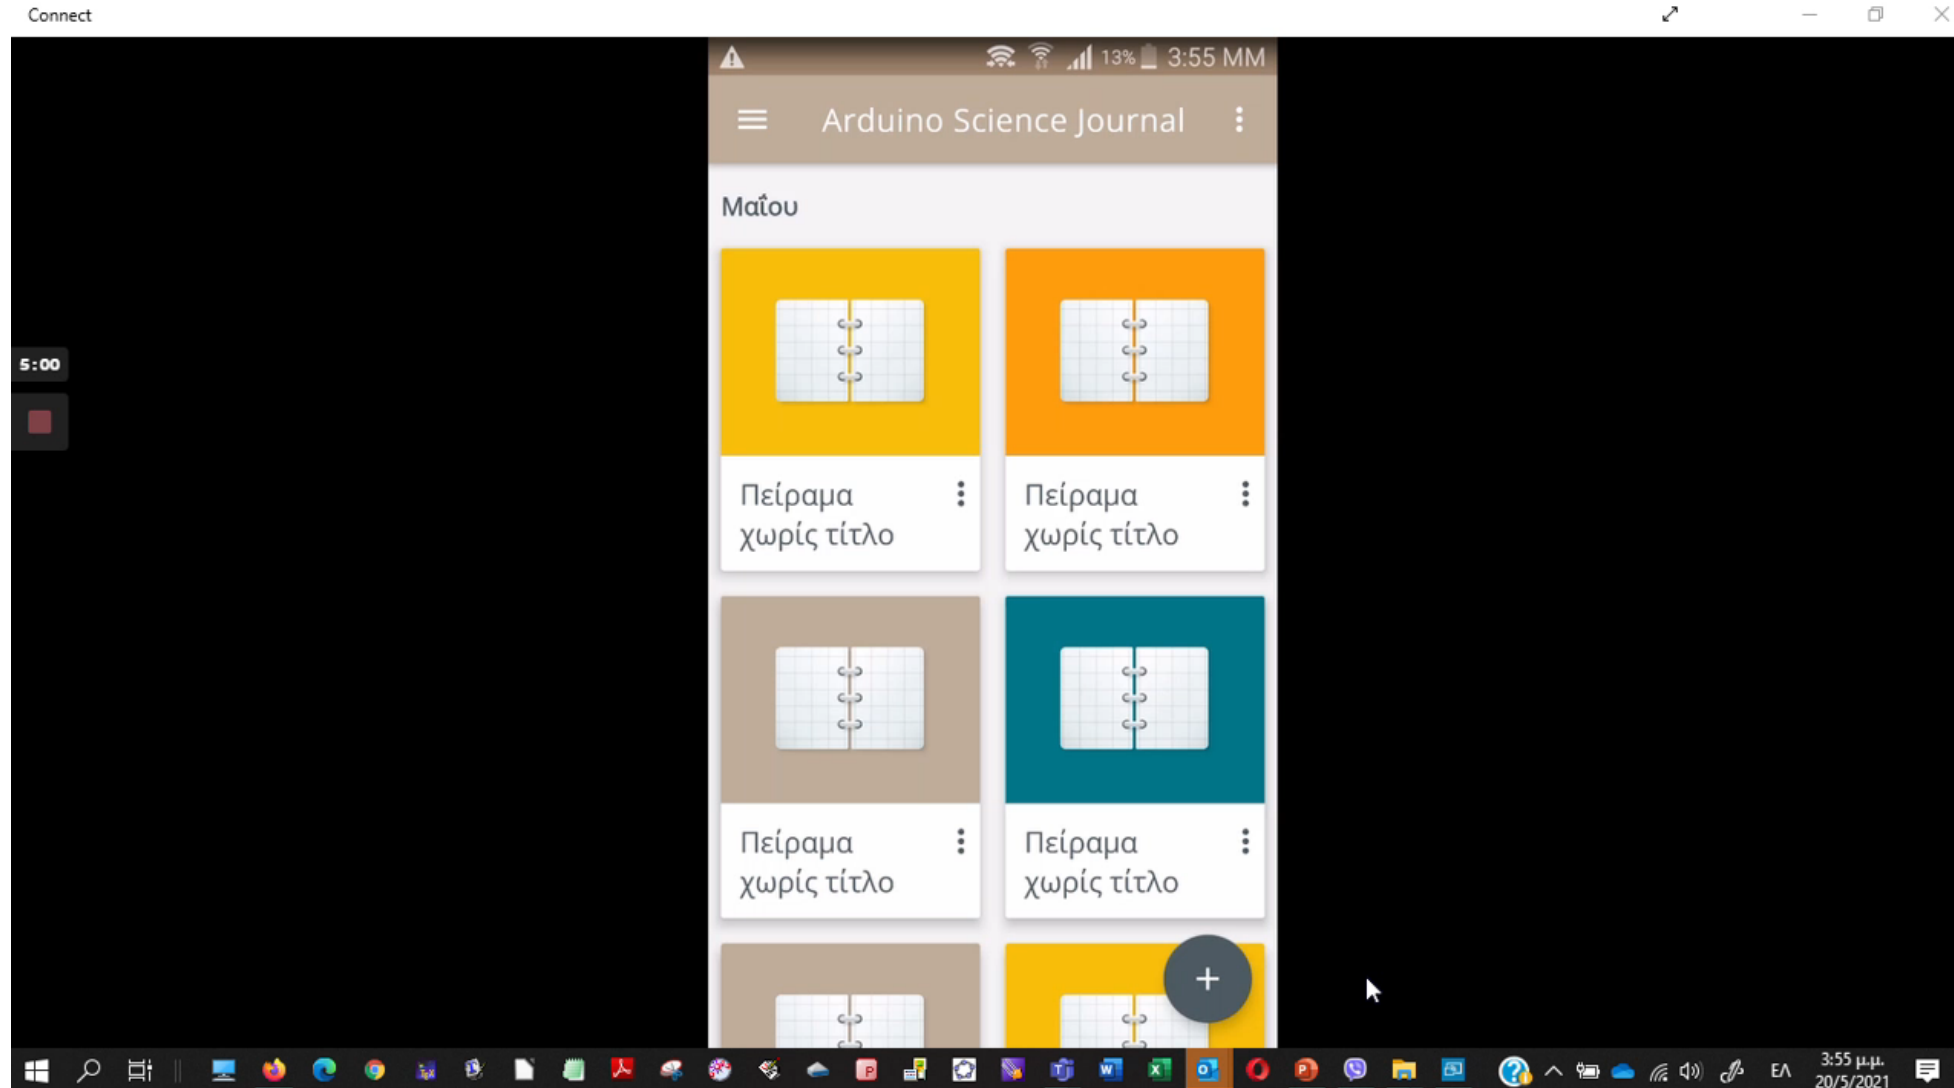 Connect
13% 3:55 MM
Arduino Science Journal
Μαΐου
5:00
Πείραμα
χωρίς τίτλο
Πείραμα
χωρίς τίτλο
Πείραμα
χωρίς τίτλο
Πείραμα
χωρίς τίτλο
ΕΛ
3:55 μ.μ.
20/5/2021